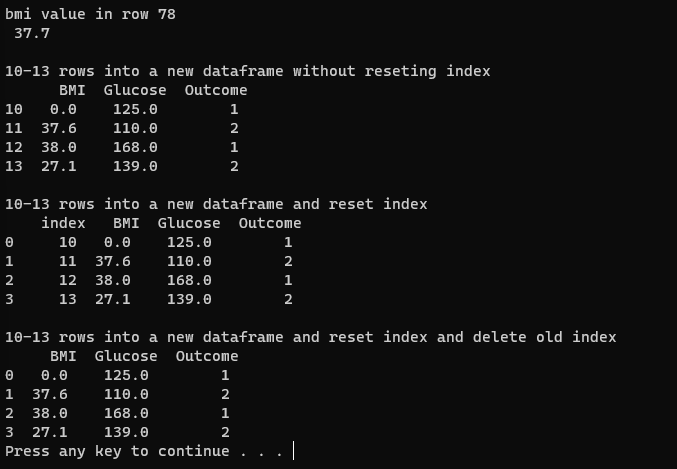 bmi value in row 78
 37.7

10-13 rows into a new dataframe without reseting index
      BMI  Glucose  Outcome
10   0.0    125.0        1
11  37.6    110.0        2
12  38.0    168.0        1
13  27.1    139.0        2

10-13 rows into a new dataframe and reset index
    index   BMI  Glucose  Outcome
0     10   0.0    125.0        1
1     11  37.6    110.0        2
2     12  38.0    168.0        1
3     13  27.1    139.0        2

10-13 rows into a new dataframe and reset index and delete old index
     BMI  Glucose  Outcome
0   0.0    125.0        1
1  37.6    110.0        2
2  38.0    168.0        1
3  27.1    139.0        2
Press any key to continue . . .